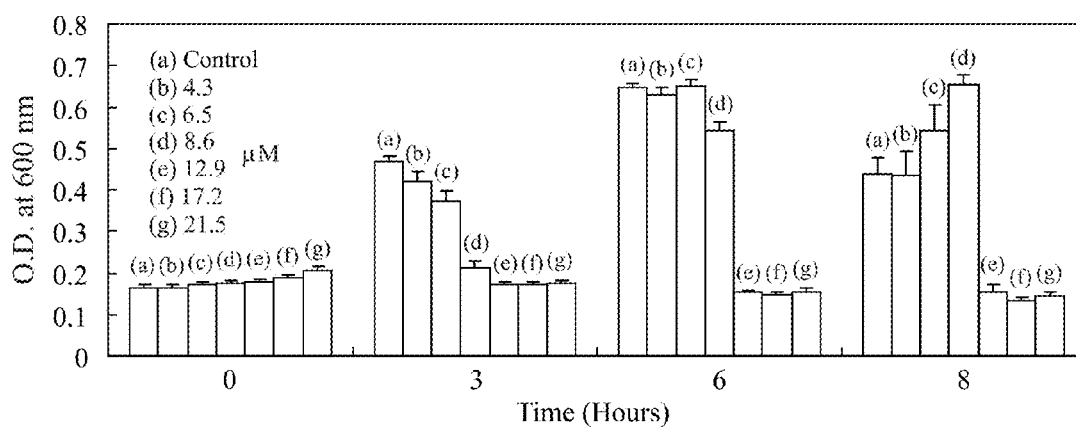 O.D. at 600 nm
0.8
0.7
0.6
0.5
0.4
0.3
0.2
0.1
0
(a) Control
(b) 4.3
(c) 6.5
(d) 8.6
(e) 12.9
(f) 17.2
(g) 21.5
µM
(a) (b) (c) (d) (e) (f) (g)
(a) (b) (c) (d) (e) (f) (g)
(a) (b) (c) (d) (e) (f) (g)
(a) (b) (c) (d) (e) (f) (g)
0 3 6 8
Time (Hours)